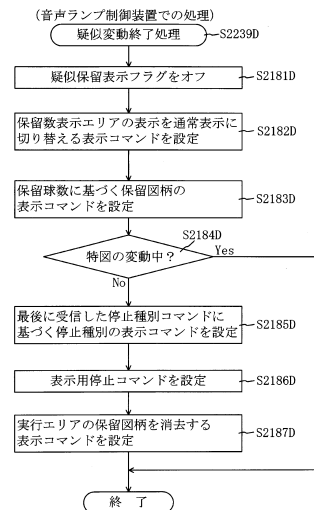 (音声ランプ制御装置での処理)
疑似変動終了処理
S2239D
疑似保留表示フラグをオフ
S2181D
保留数表示エリアの表示を通常表示に
切り替える表示コマンドを設定
S2182D
保留球数に基づく保留図柄の
表示コマンドを設定
S2183D
S2184D
特図の変動中?
Yes
No
最後に受信した停止種別コマンドに
基づく停止種別の表示コマンドを設定
S2185D
表示用停止コマンドを設定
S2186D
実行エリアの保留図柄を消去する
表示コマンドを設定
S2187D
終 了